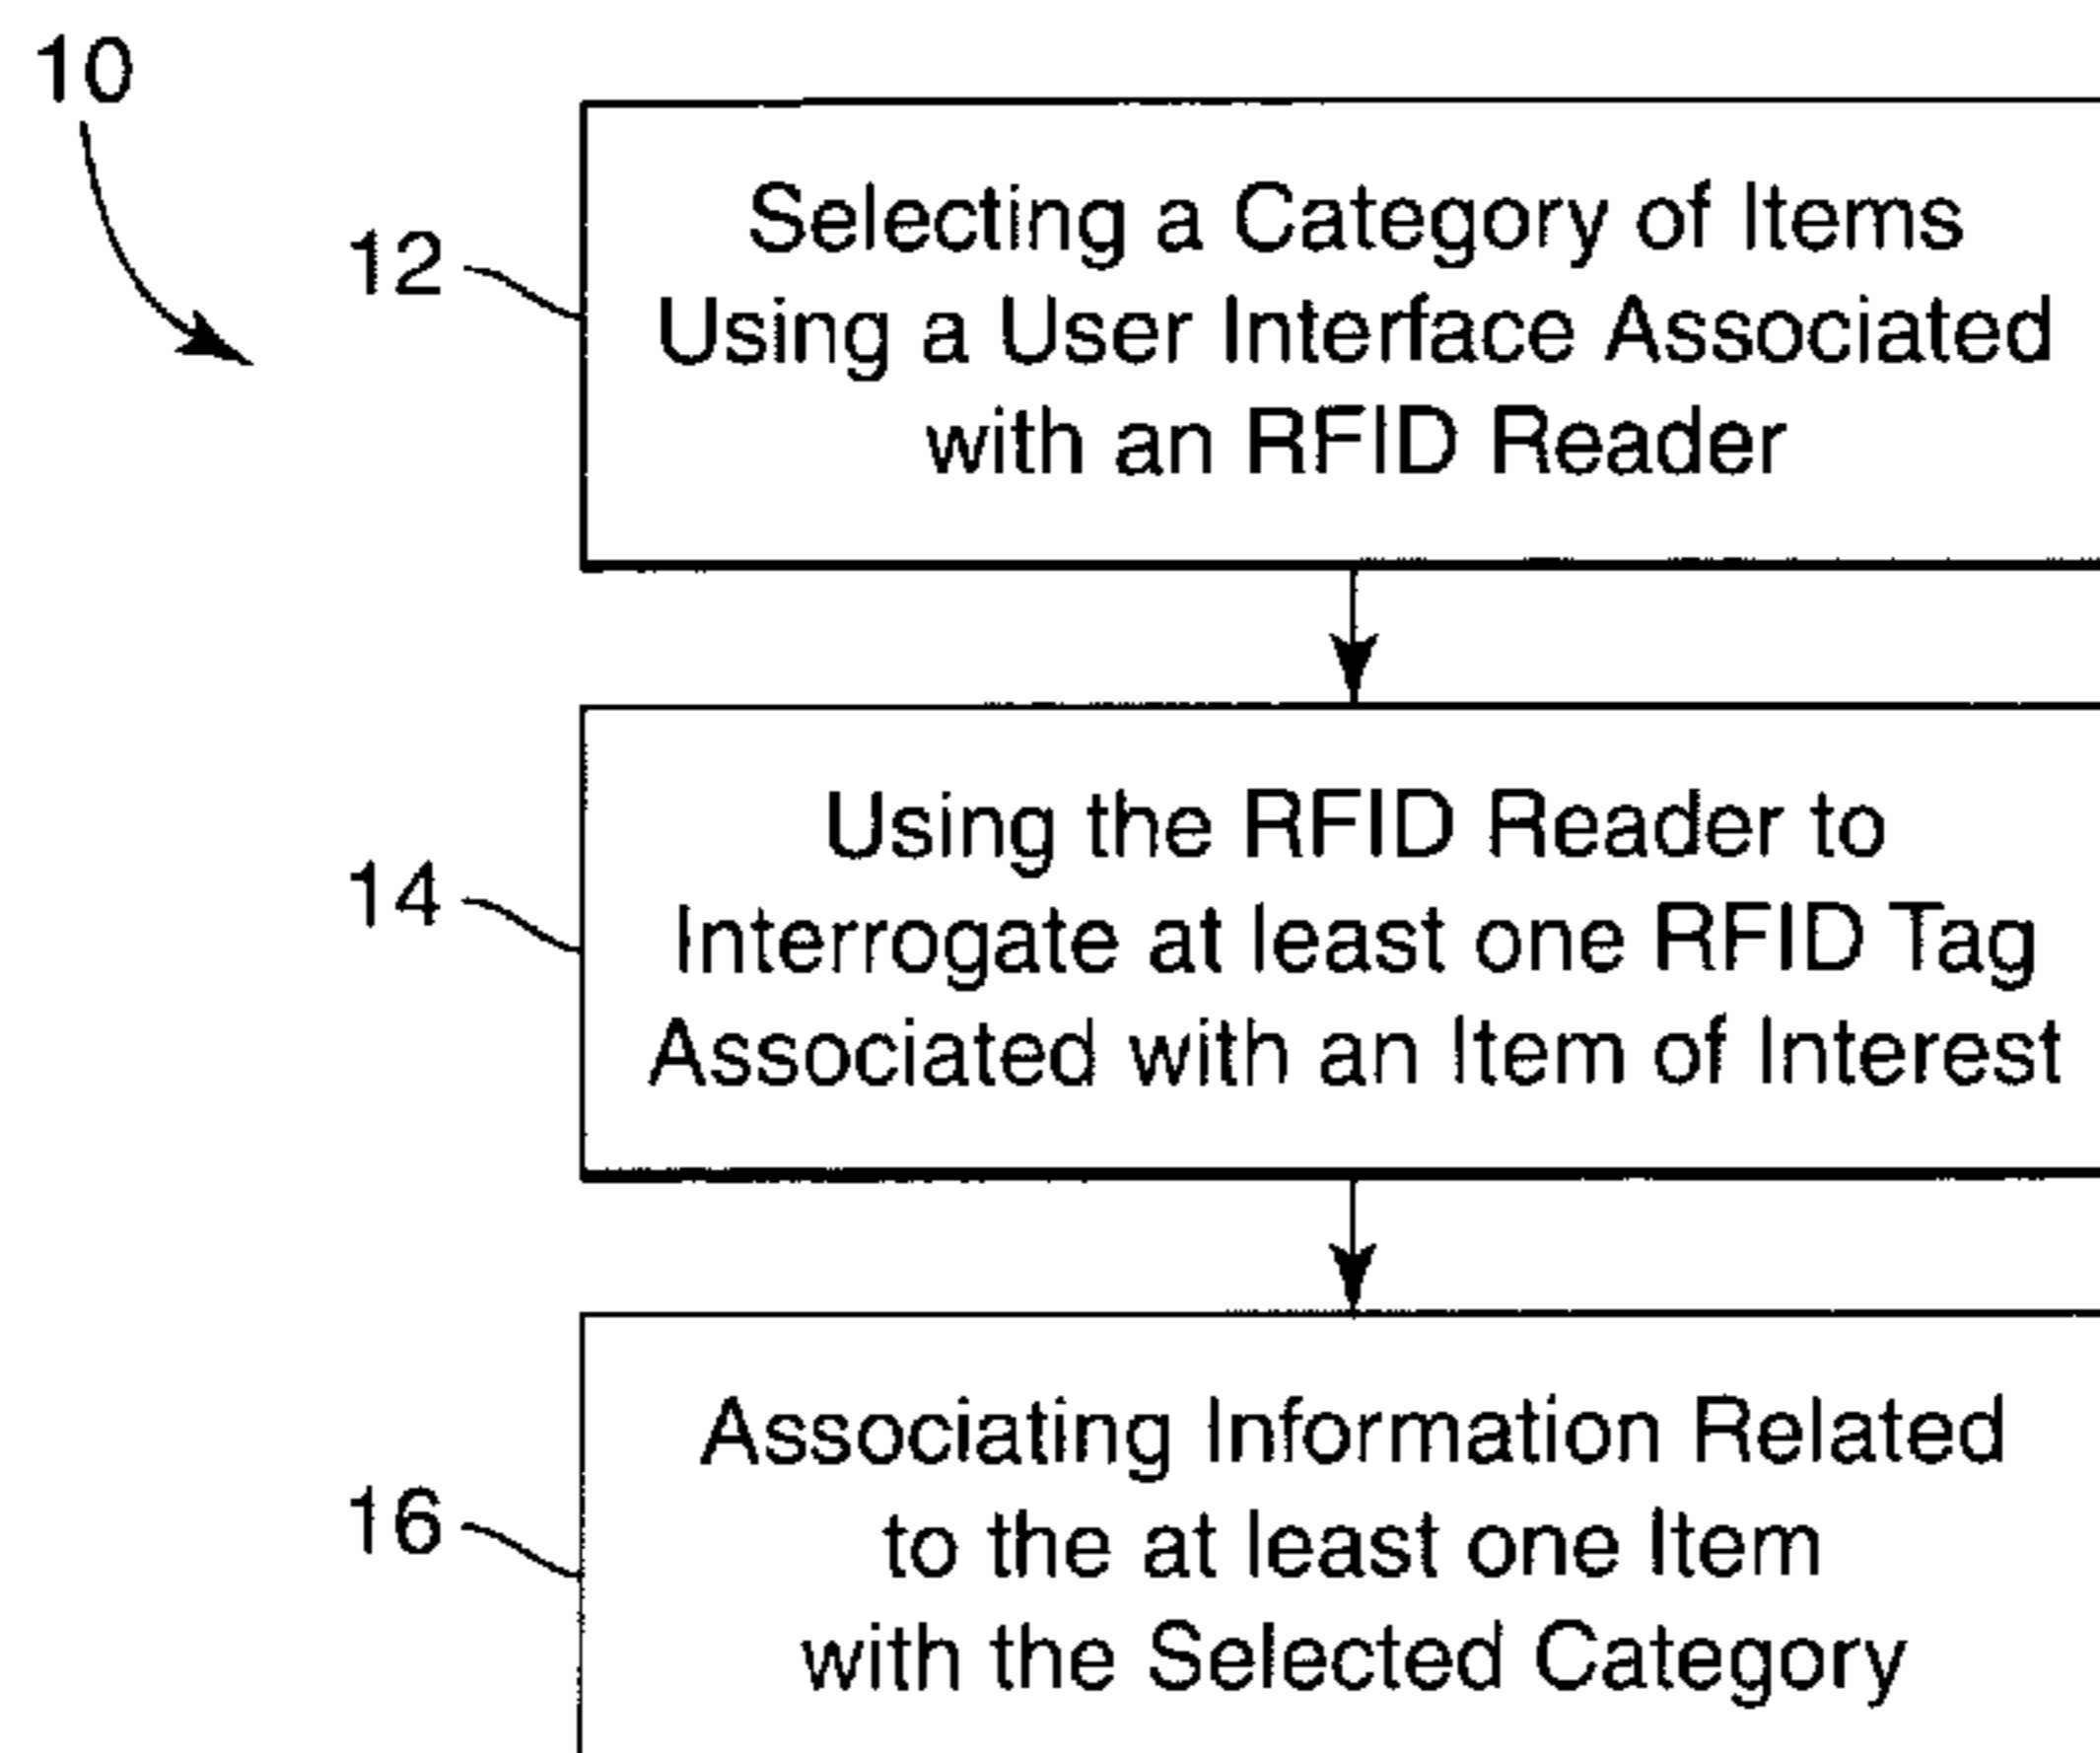 10
12
Selecting a Category of Items
Using a User Interface Associated
with an RFID Reader
14
Using the RFID Reader to
Interrogate at least one RFID Tag
Associated with an Item of Interest
16
Associating Information Related
to the at least one Item
with the Selected Category